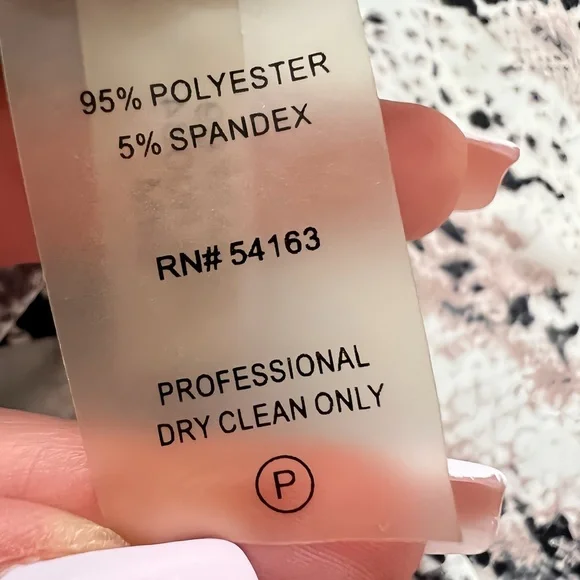 95% POLYESTER
5% SPANDEX
RN# 54163
PROFESSIONAL
DRY CLEAN ONLY
P